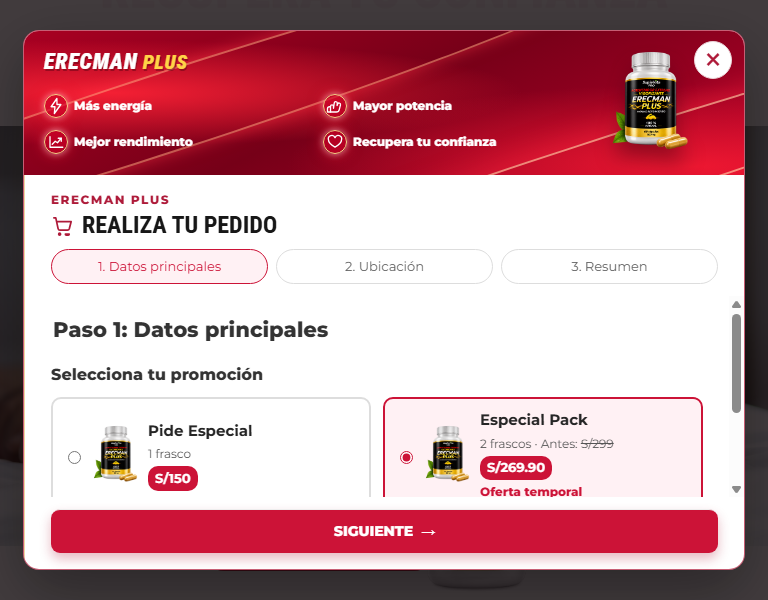 ERECMAN PLUS
Más energía
Mayor potencia
Mejor rendimiento
Recupera tu confianza
ERECMAN
PLUS
ERECMAN PLUS
REALIZA TU PEDIDO
1. Datos principales
2. Ubicación
3. Resumen
Paso 1: Datos principales
Selecciona tu promoción
Pide Especial
1 frasco
S/150
Especial Pack
2 frascos · Antes: S/299
S/269.90
Oferta temporal
SIGUIENTE →